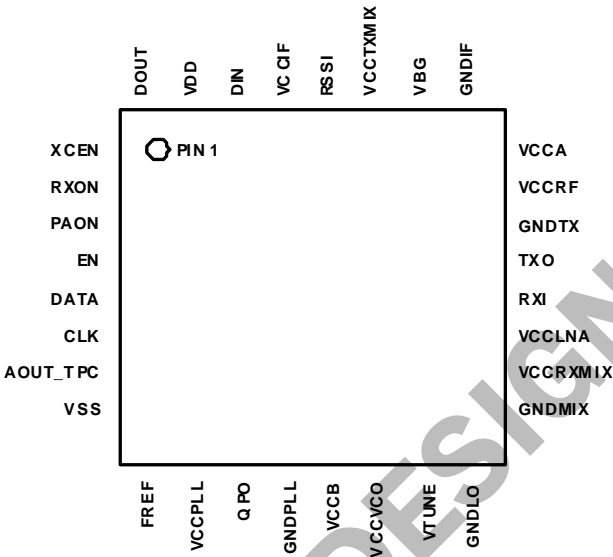 DOUT
VDD
DIN
VCCIF
RSSI
VCCTXMIX
VBG
GNDIF
XCEN
PIN 1
VCCA
RXON
VCCRF
PAON
GNDTX
EN
TXO
DATA
RXI
CLK
VCCLNA
AOUT_TPC
VCCRXMIX
VSS
GNDMIX
FREF
VCCPLL
QPO
GNDPLL
VCCB
VCCVCO
VTUNE
GNDLO
DESIGN